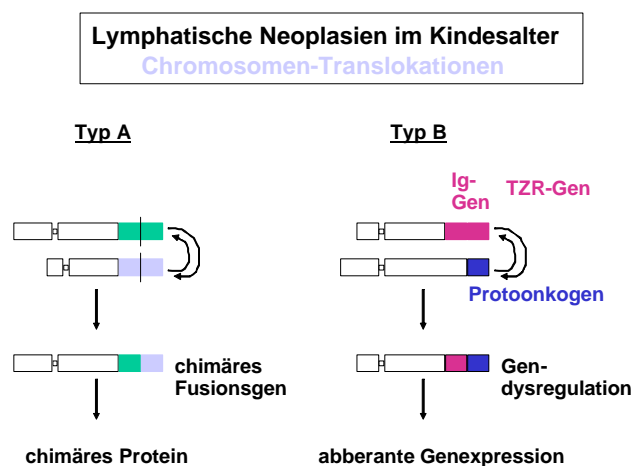 Lymphatische Neoplasien im Kindesalter
Chromosomen-Translokationen
Typ A
Typ B
Ig-
Gen
TZR-Gen
Protoonkogen
chimäres
Fusionsgen
Gen-
dysregulation
chimäres Protein
abberante Genexpression